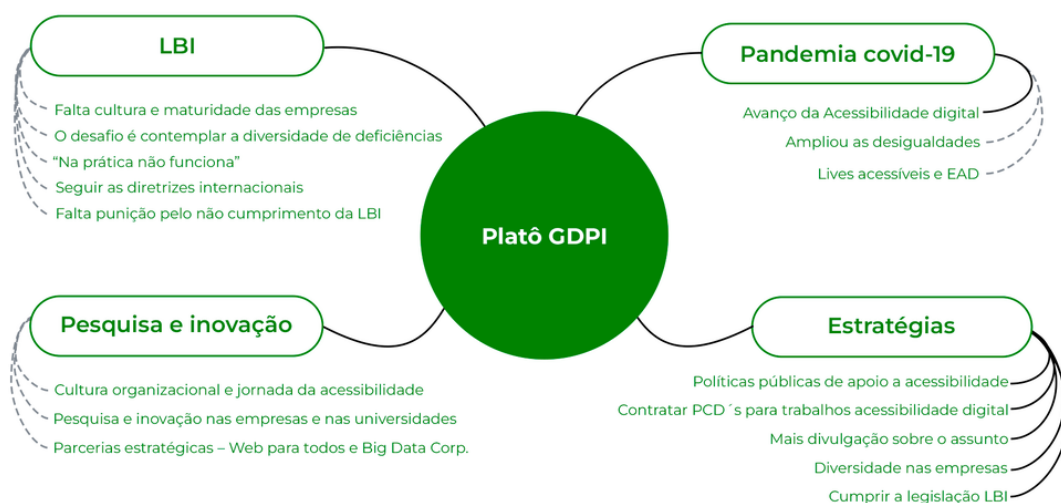 LBI
Falta cultura e maturidade das empresas
O desafio é contemplar a diversidade de deficiências
“Na prática não funciona”
Seguir as diretrizes internacionais
Falta punição pelo não cumprimento da LBI
Pandemia covid-19
Avanço da Acessibilidade digital
Ampliou as desigualdades
Lives acessíveis e EAD
Platô GDPI
Pesquisa e inovação
Cultura organizacional e jornada da acessibilidade
Pesquisa e inovação nas empresas e nas universidades
Parcerias estratégicas – Web para todos e Big Data Corp.
Estratégias
Políticas públicas de apoio a acessibilidade
Contratar PCD´s para trabalhos acessibilidade digital
Mais divulgação sobre o assunto
Diversidade nas empresas
Cumprir a legislação LBI